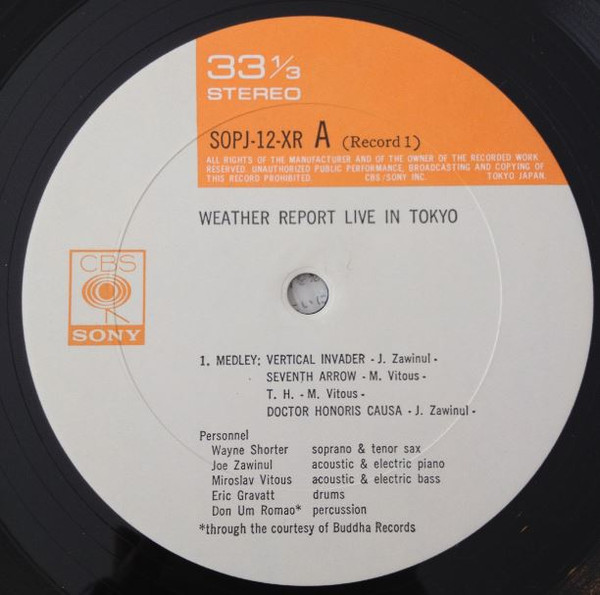 33 1/3
STEREO
SOPJ-12-XR A (Record 1)
ALL RIGHTS OF THE MANUFACTURER AND OF THE OWNER OF THE RECORDED WORK
RESERVED. UNAUTHORIZED PUBLIC PERFORMANCE, BROADCASTING AND COPYING OF
THIS RECORD PROHIBITED. CBS/SONY INC. TOKYO JAPAN.
WEATHER REPORT LIVE IN TOKYO
CBS
SONY
1. MEDLEY; VERTICAL INVADER - J. Zawinul -
SEVENTH ARROW - M. Vitous -
T. H. - M. Vitous -
DOCTOR HONORIS CAUSA - J. Zawinul -
Personnel
Wayne Shorter soprano & tenor sax
Joe Zawinul acoustic & electric piano
Miroslav Vitous acoustic & electric bass
Eric Gravatt drums
Don Um Romao* percussion
*through the courtesy of Buddha Records